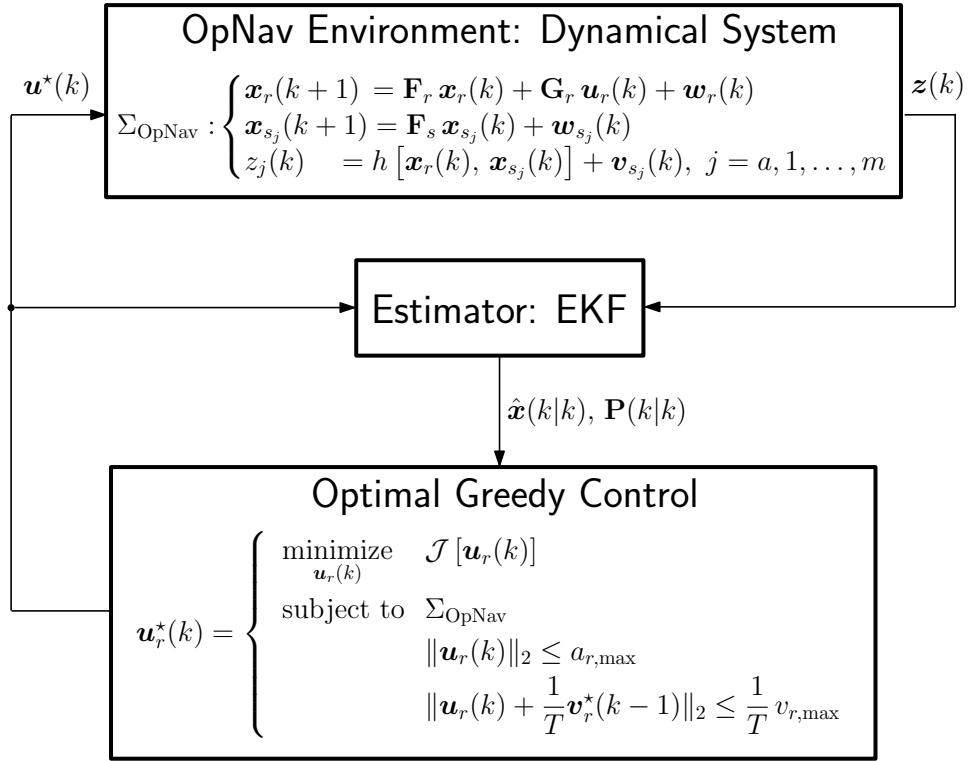 OpNav Environment: Dynamical System
u⋆(k)
z(k)
Σ_OpNav : { x_r(k+1) = F_r x_r(k) + G_r u_r(k) + w_r(k)
x_{s_j}(k+1) = F_s x_{s_j}(k) + w_{s_j}(k)
z_j(k) = h [x_r(k), x_{s_j}(k)] + v_{s_j}(k), j = a, 1, . . . , m
Estimator: EKF
x̂(k|k), P(k|k)
Optimal Greedy Control
u_r⋆(k) = { minimize_{u_r(k)} 𝒥 [u_r(k)]
subject to Σ_OpNav
‖u_r(k)‖₂ ≤ a_{r,max}
‖u_r(k) + 1/T v_r⋆(k−1)‖₂ ≤ 1/T v_{r,max}